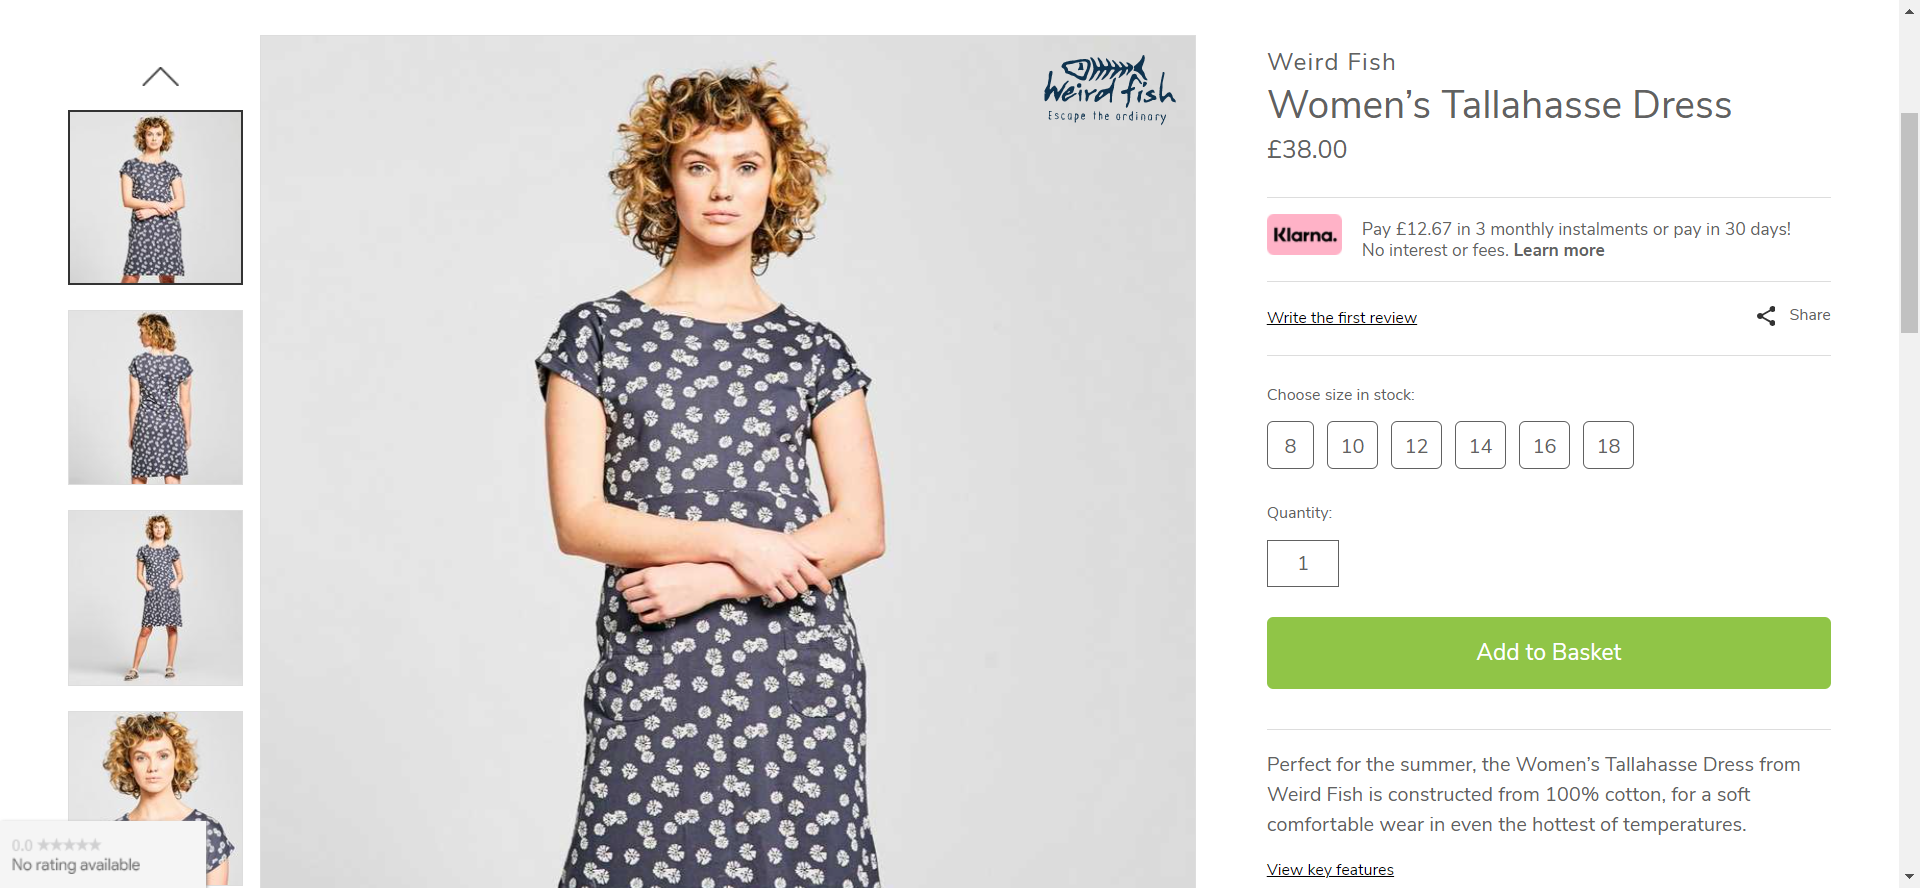 weird fish
Escape the ordinary
Weird Fish
Women’s Tallahasse Dress
£38.00
Klarna.
Pay £12.67 in 3 monthly instalments or pay in 30 days!
No interest or fees. Learn more
Write the first review
Share
Choose size in stock:
8 10 12 14 16 18
Quantity:
1
Add to Basket
Perfect for the summer, the Women’s Tallahasse Dress from
Weird Fish is constructed from 100% cotton, for a soft
comfortable wear in even the hottest of temperatures.
View key features
0.0 ★★★★★
No rating available